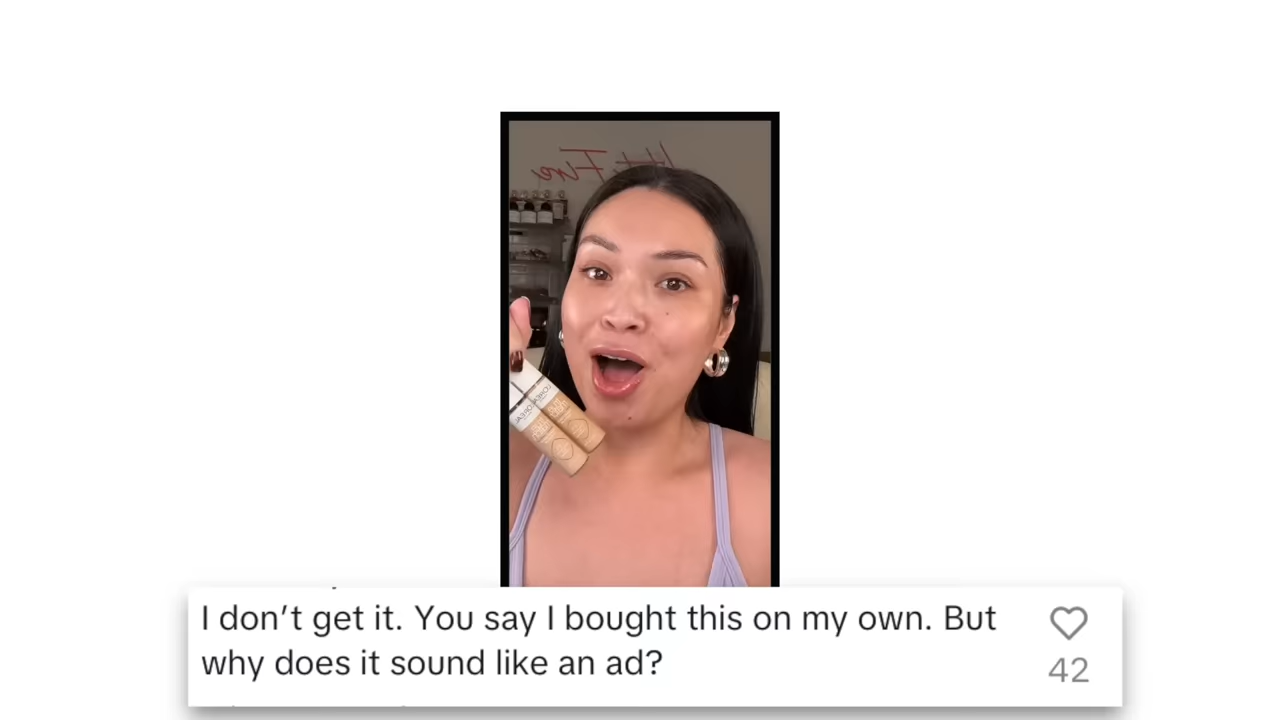 I don't get it. You say I bought this on my own. But
why does it sound like an ad?
42